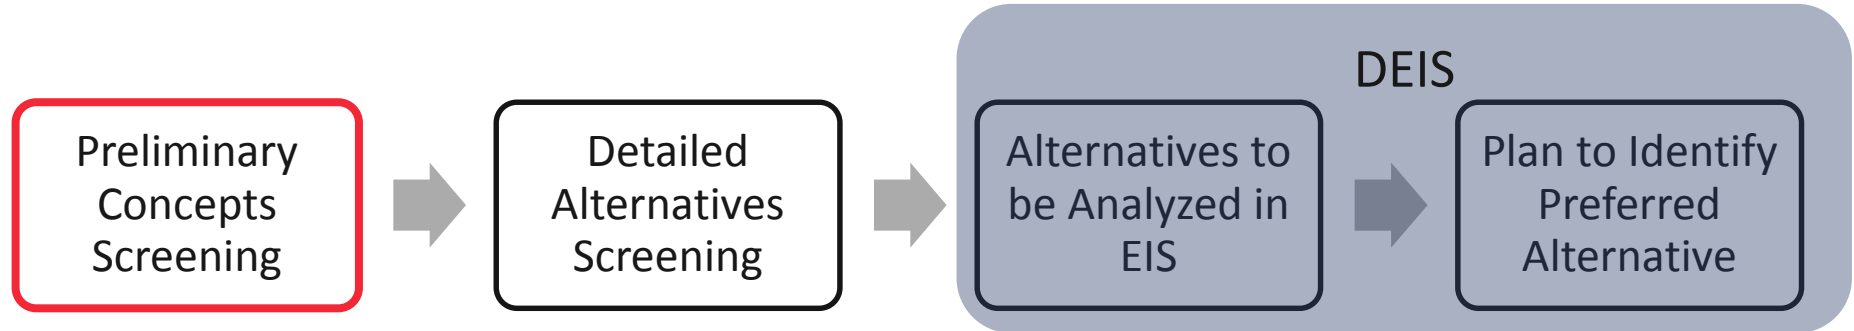 Preliminary
Concepts
Screening
Detailed
Alternatives
Screening
DEIS
Alternatives to
be Analyzed in
EIS
Plan to Identify
Preferred
Alternative